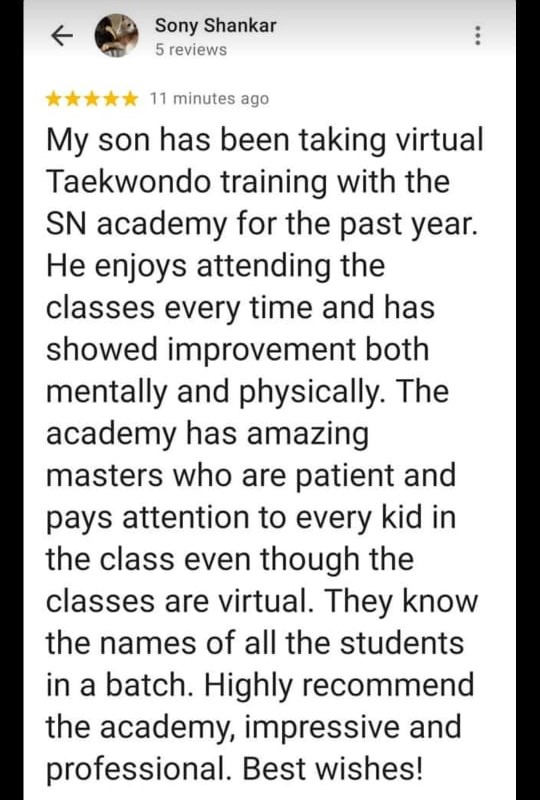 Sony Shankar
5 reviews
11 minutes ago
My son has been taking virtual
Taekwondo training with the
SN academy for the past year.
He enjoys attending the
classes every time and has
showed improvement both
mentally and physically. The
academy has amazing
masters who are patient and
pays attention to every kid in
the class even though the
classes are virtual. They know
the names of all the students
in a batch. Highly recommend
the academy, impressive and
professional. Best wishes!